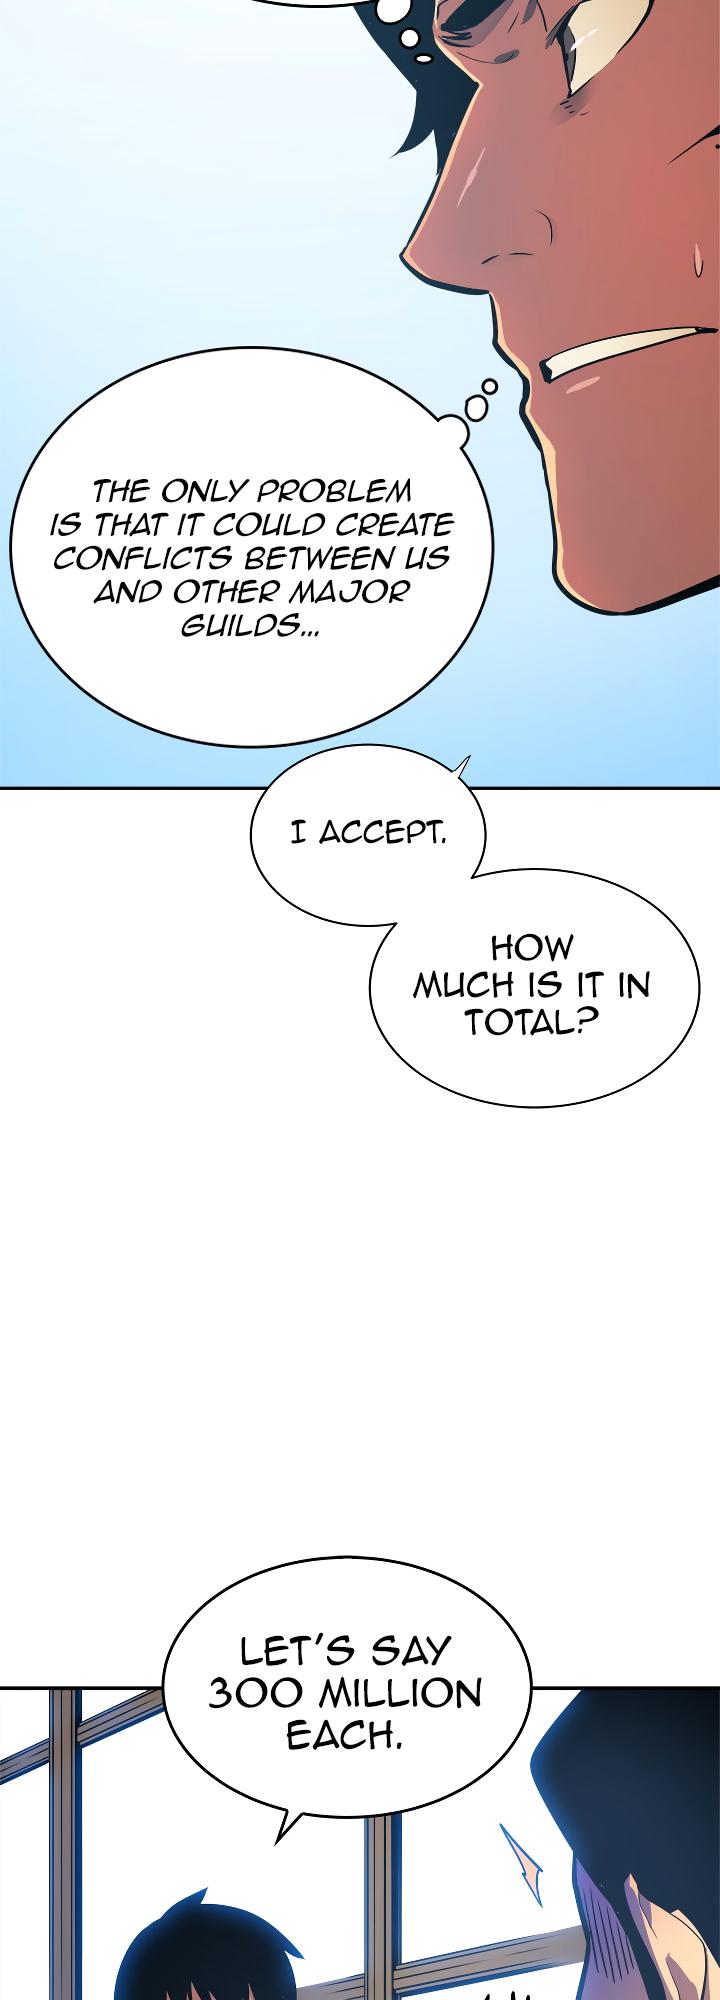 THE ONLY PROBLEM
IS THAT IT COULD CREATE
CONFLICTS BETWEEN US
AND OTHER MAJOR
GUILDS...
I ACCEPT.
HOW
MUCH IS IT IN
TOTAL?
LET'S SAY
300 MILLION
EACH.